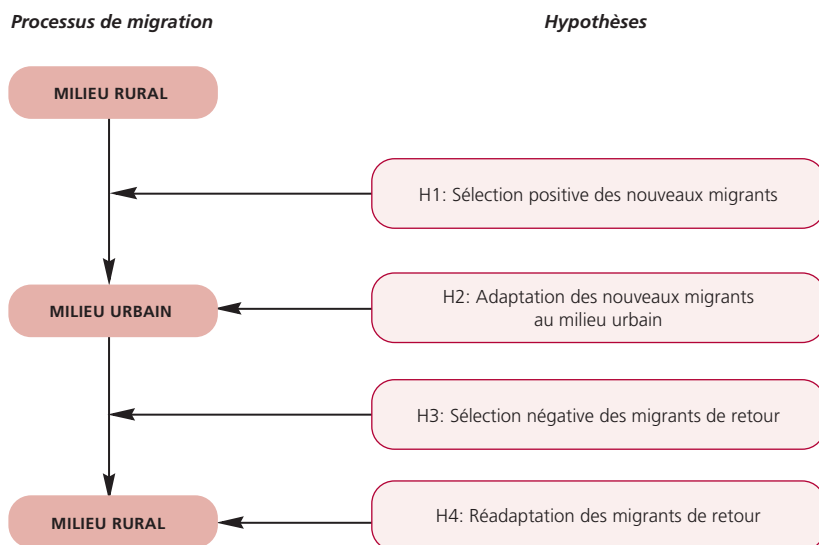 Processus de migration
Hypothèses
MILIEU RURAL
H1: Sélection positive des nouveaux migrants
MILIEU URBAIN
H2: Adaptation des nouveaux migrants
au milieu urbain
H3: Sélection négative des migrants de retour
MILIEU RURAL
H4: Réadaptation des migrants de retour